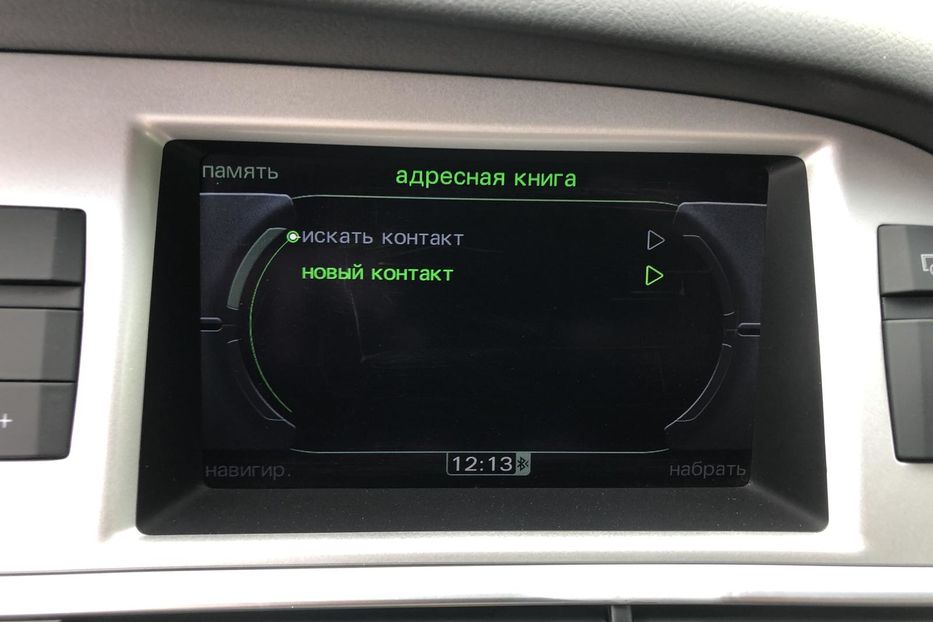 память
адресная книга
искать контакт
новый контакт
+
навигир.
12:13
набрать